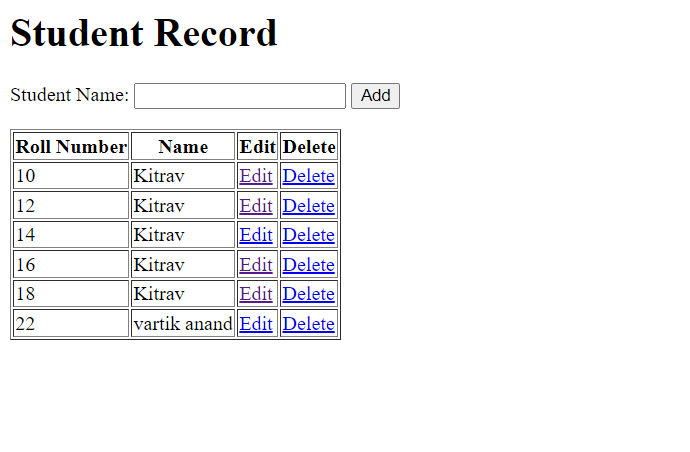 Student Record
Student Name: Add
Roll Number Name Edit Delete
10 Kitrav Edit Delete
12 Kitrav Edit Delete
14 Kitrav Edit Delete
16 Kitrav Edit Delete
18 Kitrav Edit Delete
22 vartik anand Edit Delete